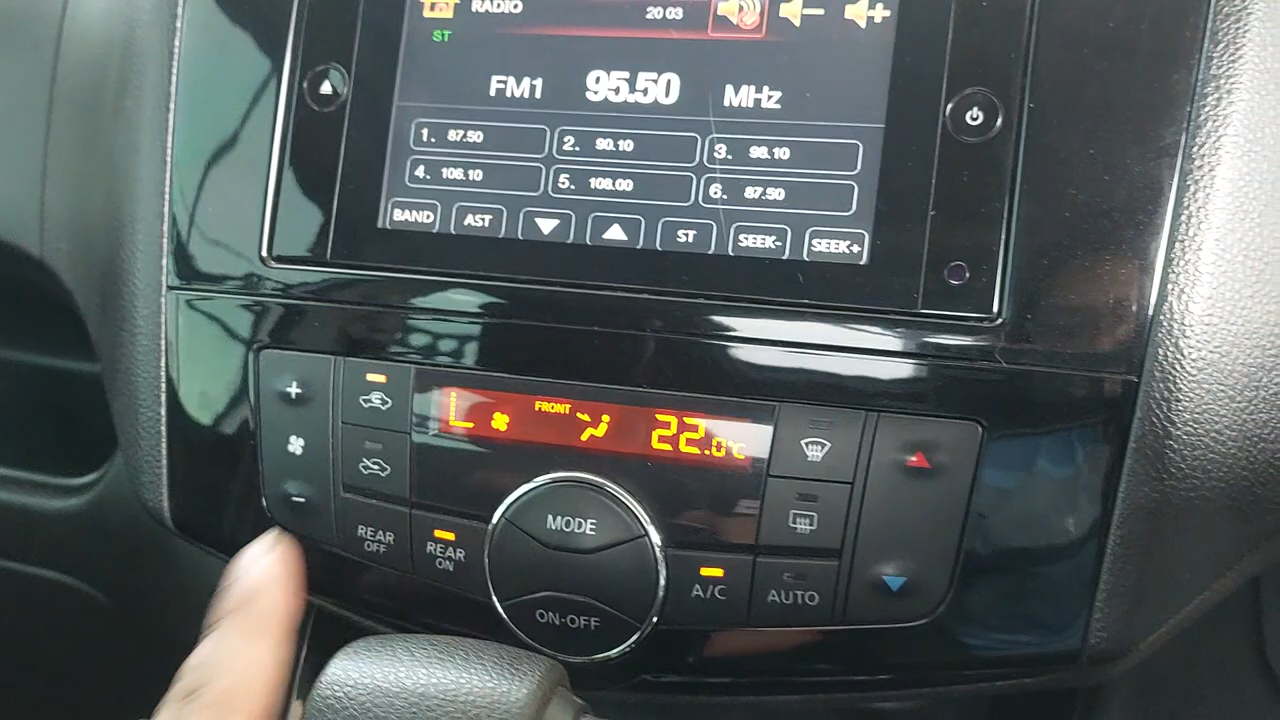 RADIO
20 03
ST
FM1 95.50 MHz
1. 87.50
2. 90.10
3. 98.10
4. 106.10
5. 108.00
6. 87.50
BAND AST ST SEEK- SEEK+
FRONT
22.0°C
MODE
REAR OFF
REAR ON
A/C
AUTO
ON·OFF